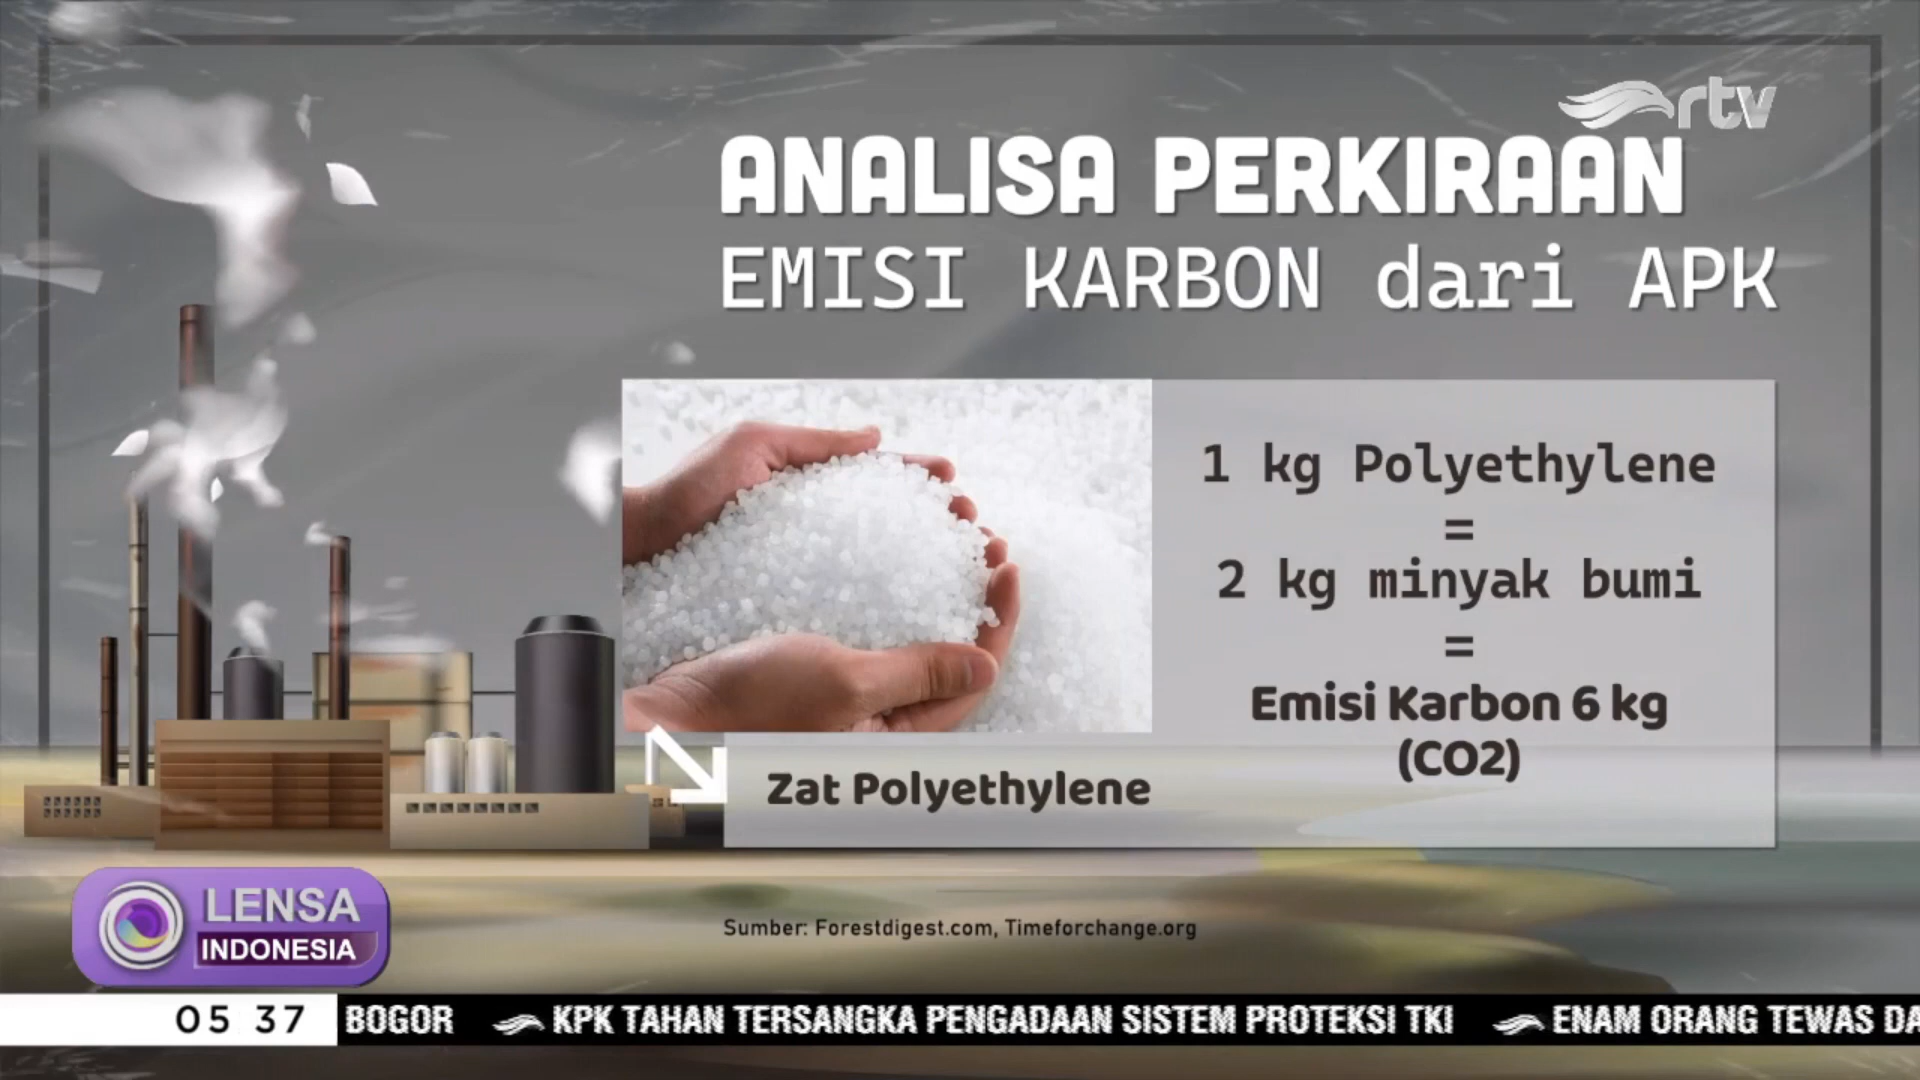 rtv
ANALISA PERKIRAAN
EMISI KARBON dari APK
1 kg Polyethylene
=
2 kg minyak bumi
=
Emisi Karbon 6 kg
(CO2)
Zat Polyethylene
Sumber: Forestdigest.com, Timeforchange.org
LENSA
INDONESIA
05 37 BOGOR KPK TAHAN TERSANGKA PENGADAAN SISTEM PROTEKSI TKI ENAM ORANG TEWAS DA